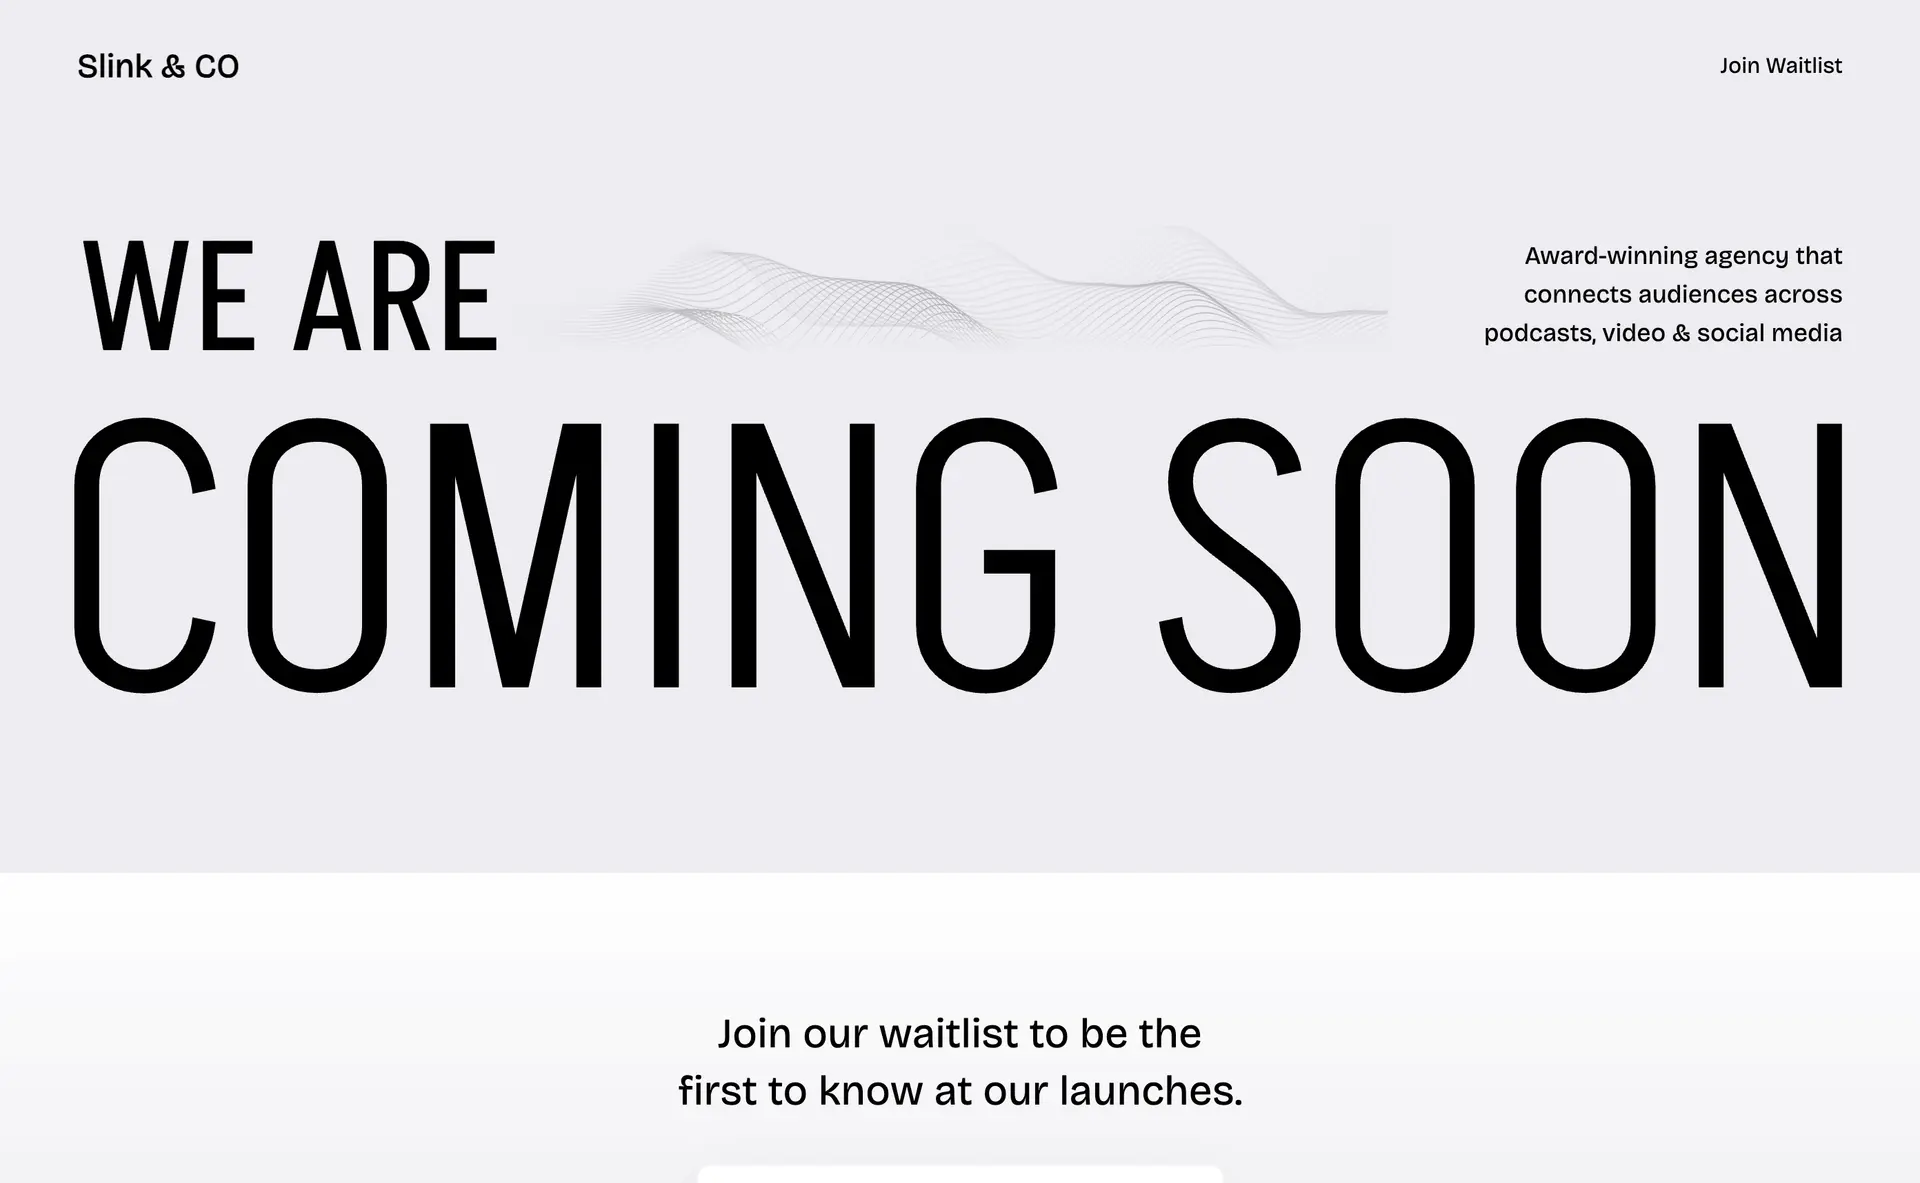 Slink & CO
Join Waitlist
WE ARE
Award-winning agency that
connects audiences across
podcasts, video & social media
COMING SOON
Join our waitlist to be the
first to know at our launches.